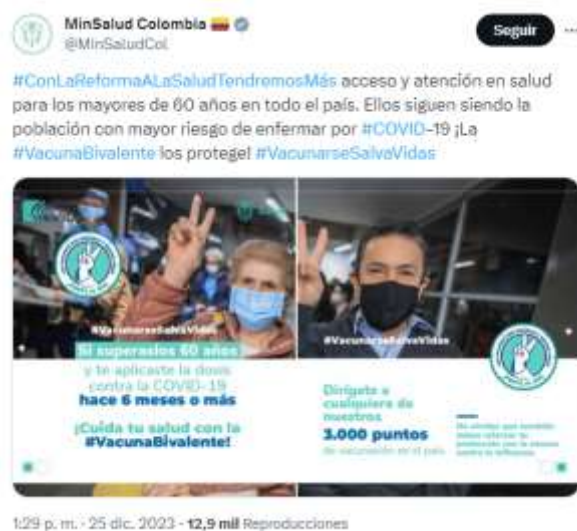 MinSalud Colombia
@MinSaludCol
Seguir
#ConLaReformaALaSaludTendremosMás acceso y atención en salud
para los mayores de 60 años en todo el país. Ellos siguen siendo la
población con mayor riesgo de enfermar por #COVID-19 ¡La
#VacunaBivalente los protege! #VacunarseSalvaVidas
#VacunarseSalvaVidas
Si superaslos 60 años
y te aplicaste la dosis
contra la COVID-19
hace 6 meses o más
¡Cuida tu salud con la
#VacunaBivalente!
#VacunarseSalvaVidas
Dirígete a
cualquiera de
nuestros
3.000 puntos
de vacunación en el país
1:29 p. m. · 25 dic. 2023 · 12,9 mil Reproducciones